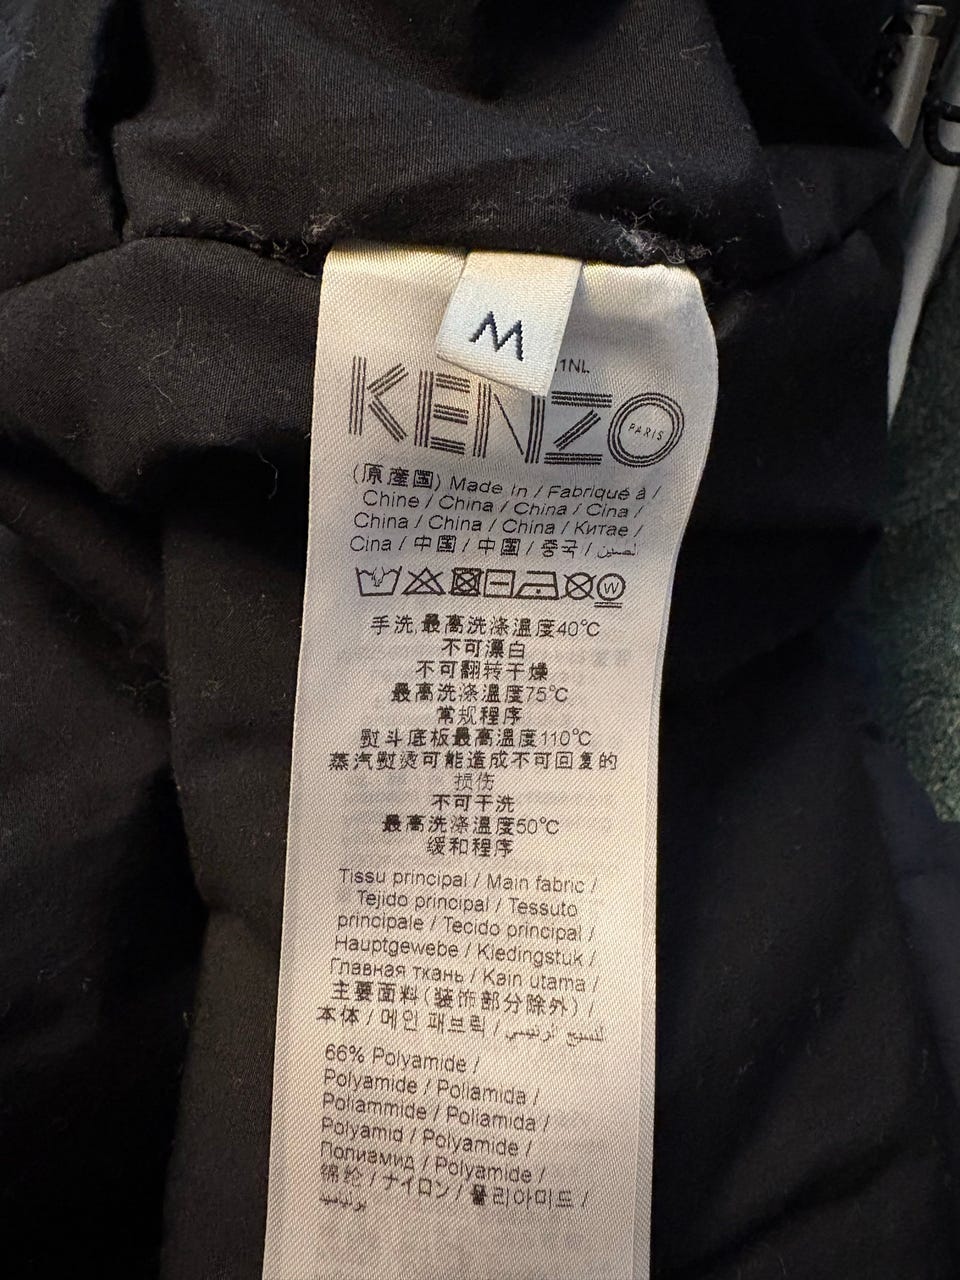 M
1NL
KENZO PARIS
(原産國) Made in / Fabriqué à /
Chine / China / China / Cina /
China / China / China / Китае /
Cina / 中国 / 中國 / 중국 / الصين
W
手洗,最高洗涤温度40℃
不可漂白
不可翻转干燥
最高洗涤温度75℃
常规程序
熨斗底板最高温度110℃
蒸汽熨烫可能造成不可回复的
损伤
不可干洗
最高洗涤温度50℃
缓和程序
Tissu principal / Main fabric /
Tejido principal / Tessuto
principale / Tecido principal /
Hauptgewebe / Kledingstuk /
Главная ткань / Kain utama /
主要面料(装饰部分除外) /
本体 / 메인 패브릭 / النسيج الرئيسي
66% Polyamide /
Polyamide / Poliamida /
Poliammide / Poliamida /
Polyamid / Polyamide /
Полиамид / Polyamide /
锦纶 / ナイロン / 폴리아미드 /